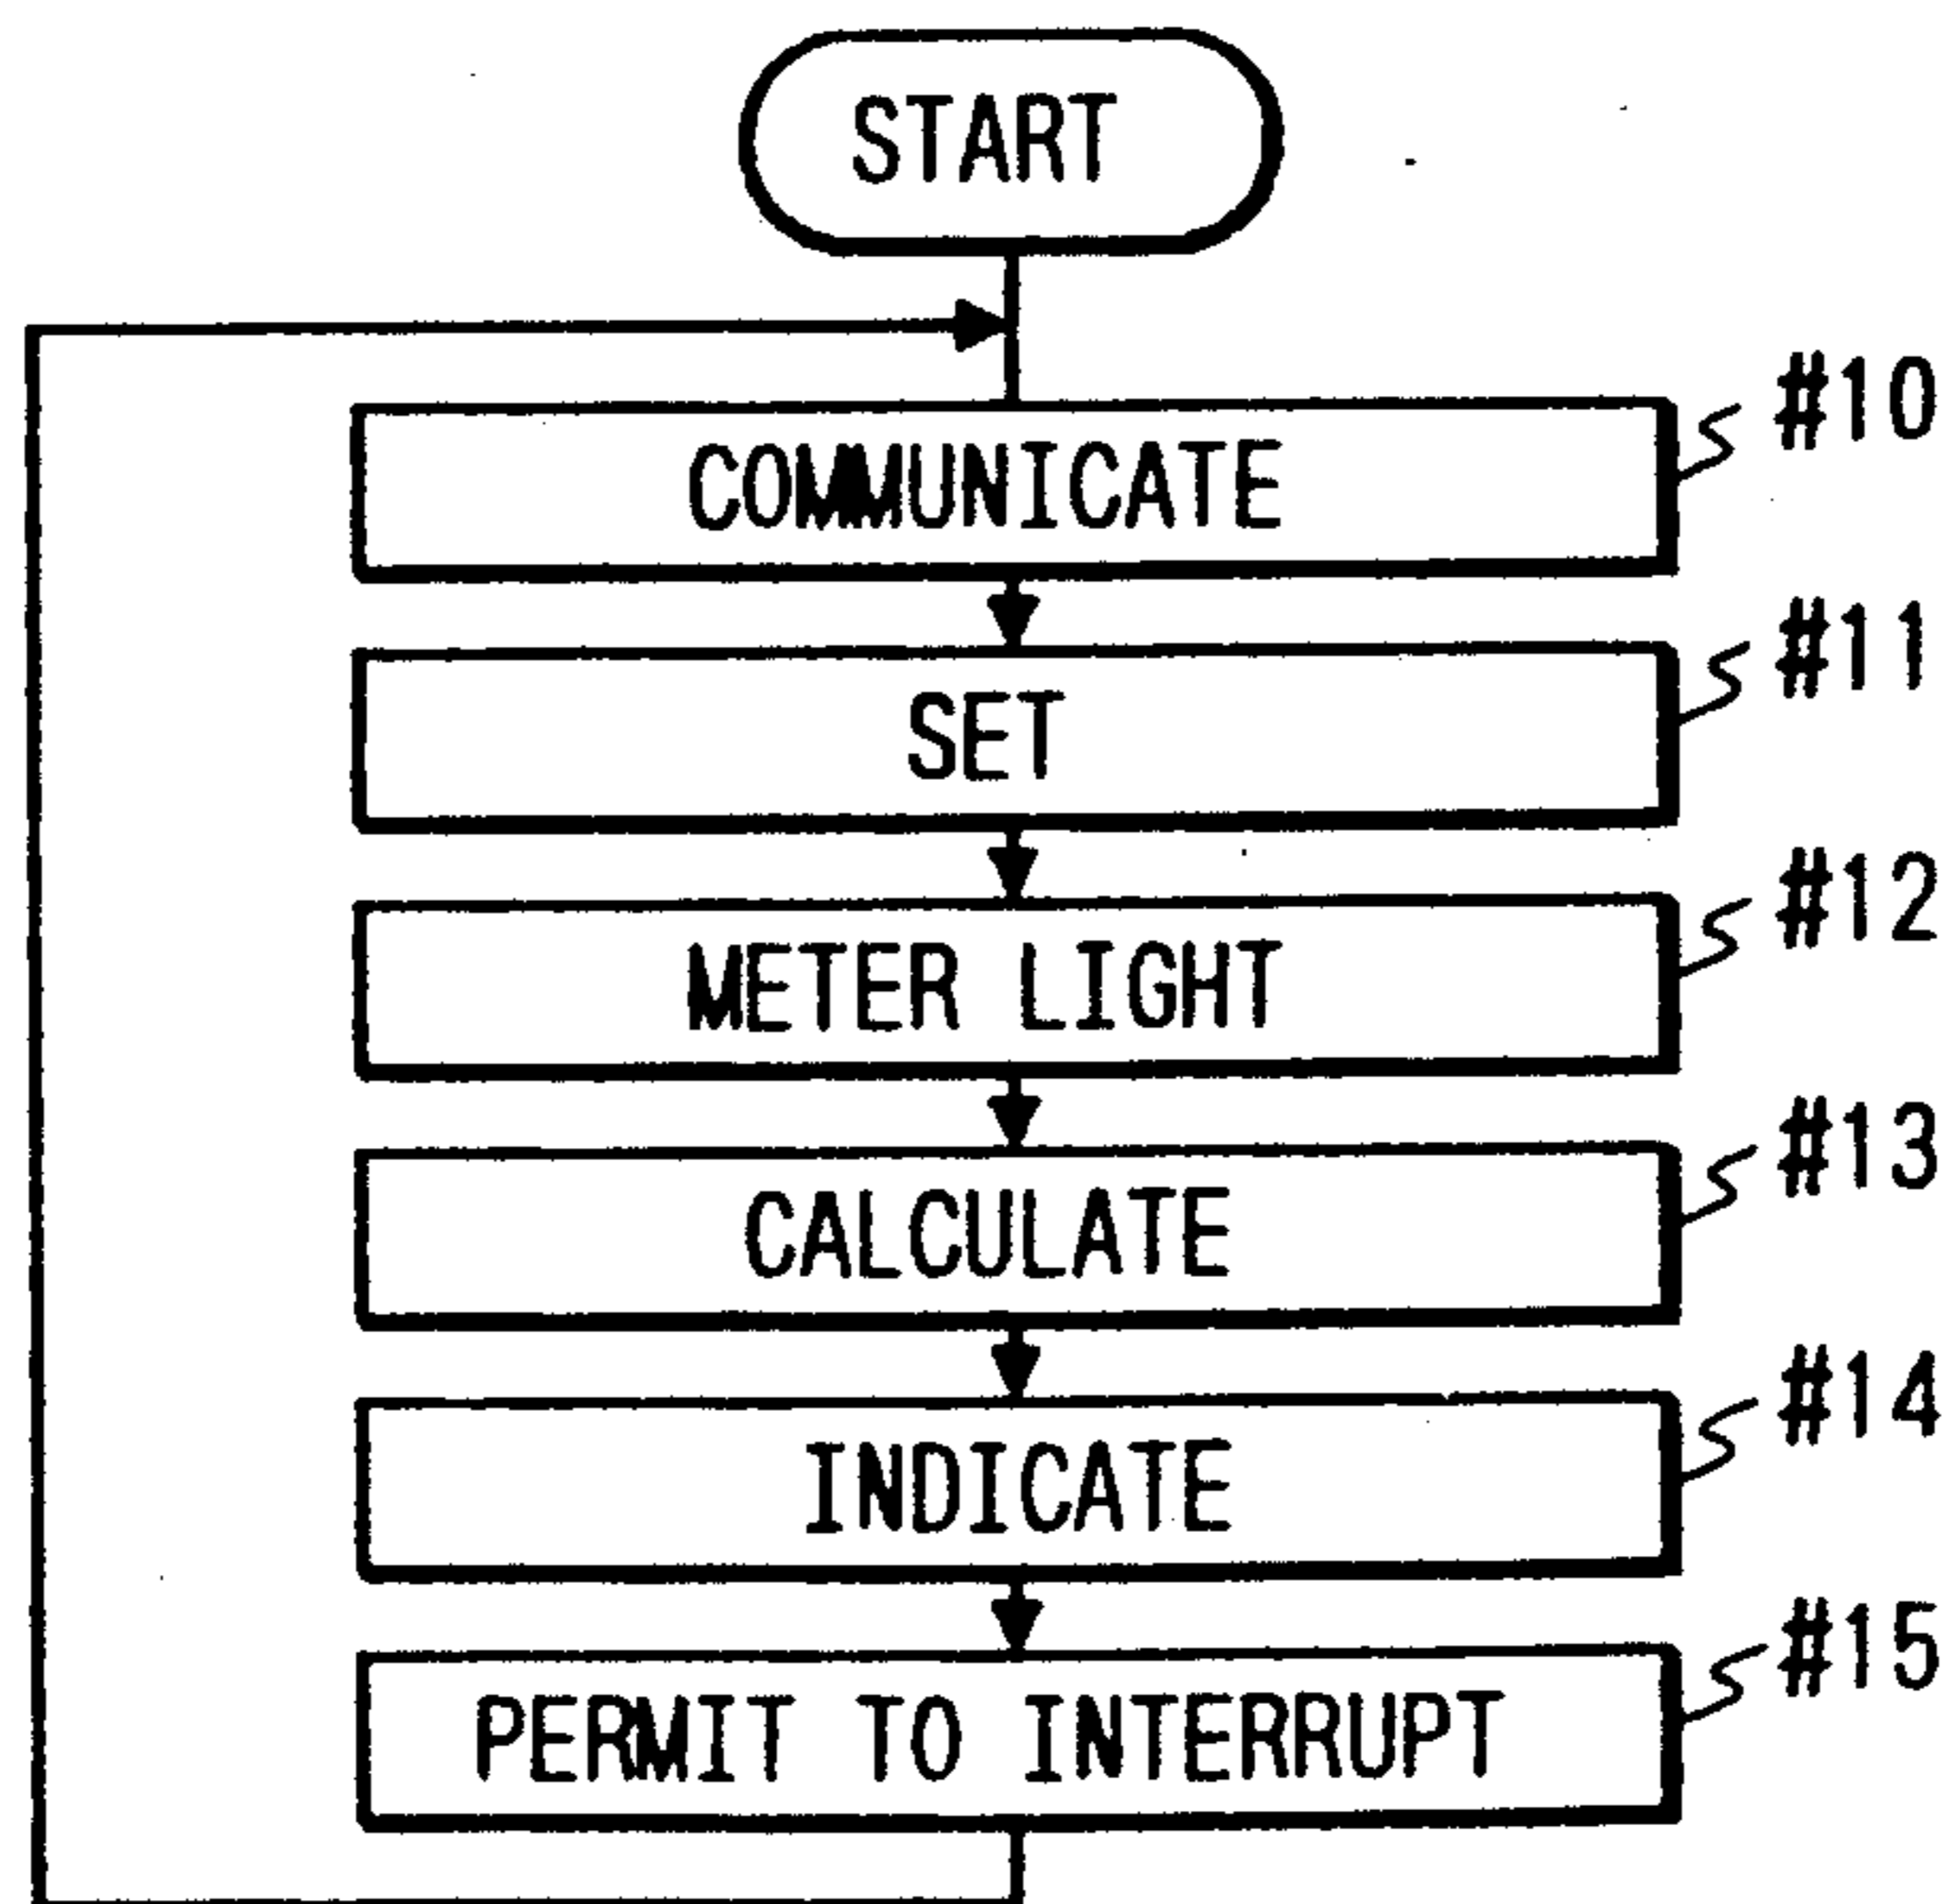 START
COMMUNICATE
#10
SET
#11
METER LIGHT
#12
CALCULATE
#13
INDICATE
#14
PERMIT TO INTERRUPT
#15